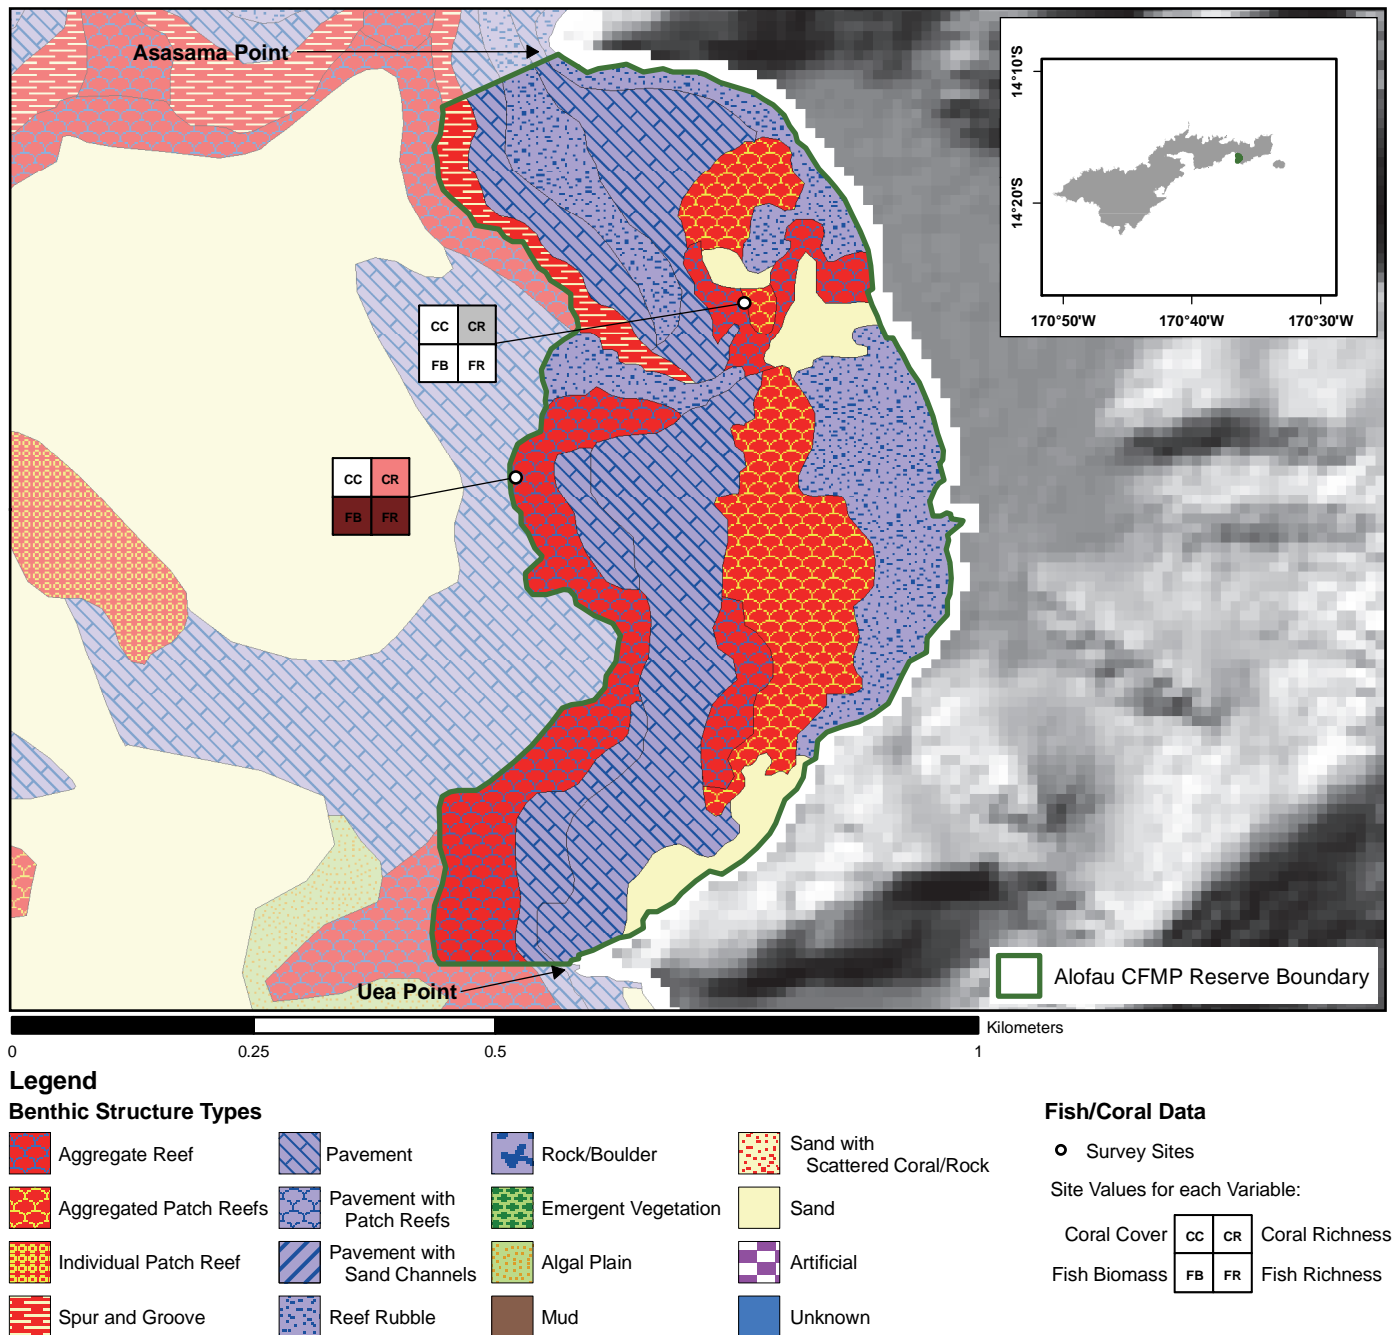 Asasama Point
14°10'S
14°20'S
170°50'W
170°40'W
170°30'W
CC CR
FB FR
CC CR
FB FR
Uea Point
Alofau CFMP Reserve Boundary
Kilometers
0 0.25 0.5 1
Legend
Benthic Structure Types
Aggregate Reef
Aggregated Patch Reefs
Individual Patch Reef
Spur and Groove
Pavement
Pavement with
Patch Reefs
Pavement with
Sand Channels
Reef Rubble
Rock/Boulder
Emergent Vegetation
Algal Plain
Mud
Sand with
Scattered Coral/Rock
Sand
Artificial
Unknown
Fish/Coral Data
Survey Sites
Site Values for each Variable:
Coral Cover CC CR Coral Richness
Fish Biomass FB FR Fish Richness